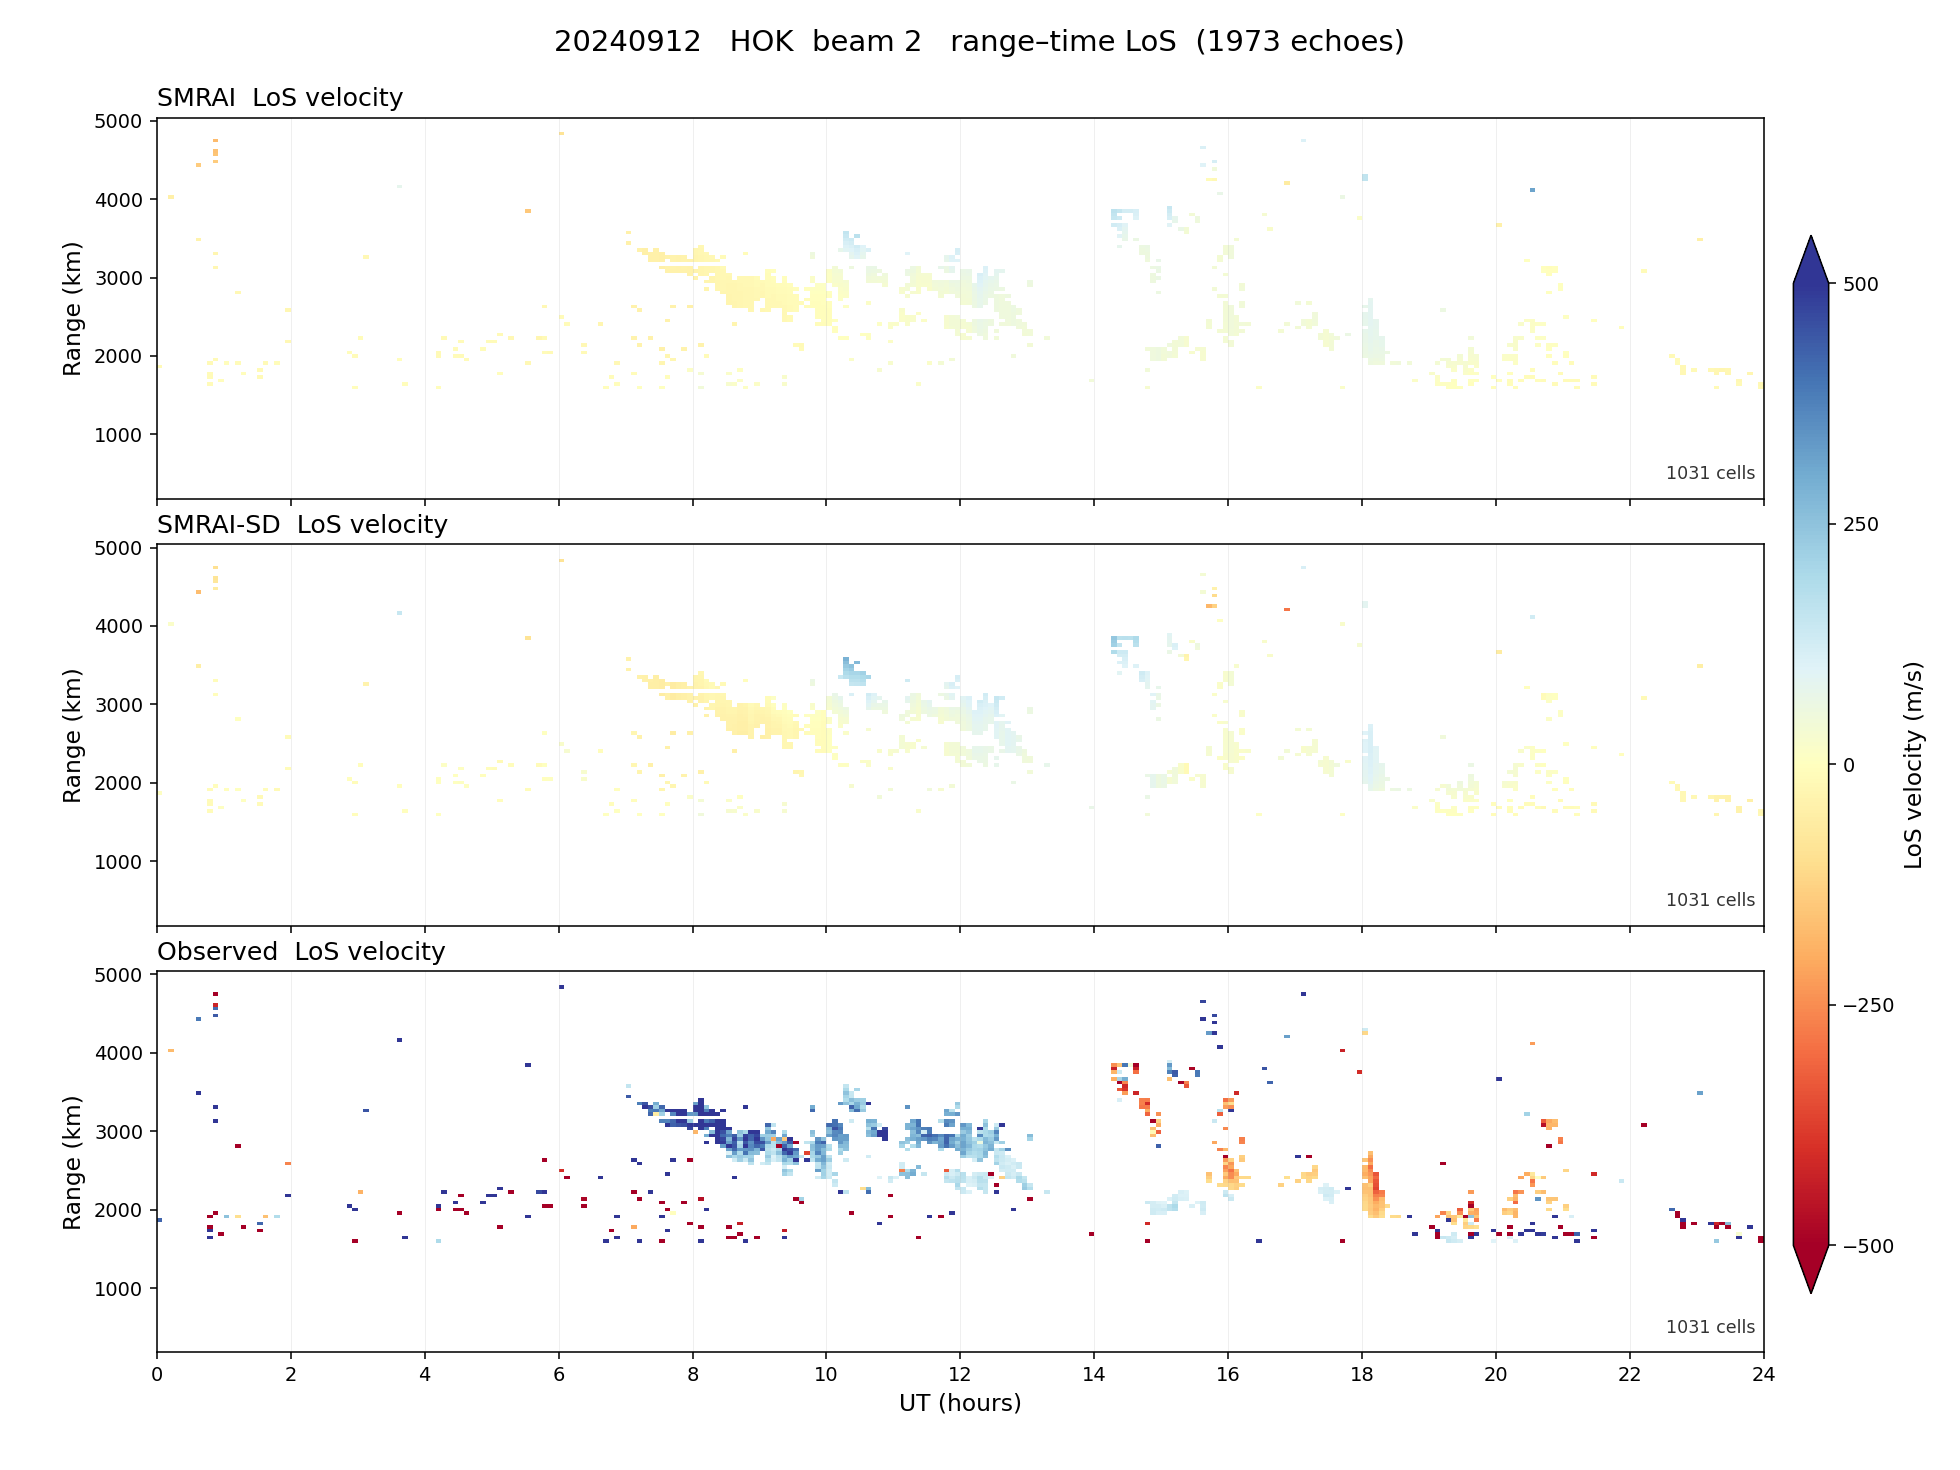 20240912   HOK  beam 2   range–time LoS  (1973 echoes)
SMRAI  LoS velocity
5000
4000
3000
2000
1000
Range (km)
1031 cells
SMRAI-SD  LoS velocity
5000
4000
3000
2000
1000
Range (km)
1031 cells
Observed  LoS velocity
5000
4000
3000
2000
1000
Range (km)
1031 cells
0 2 4 6 8 10 12 14 16 18 20 22 24
UT (hours)
500
250
0
−250
−500
LoS velocity (m/s)